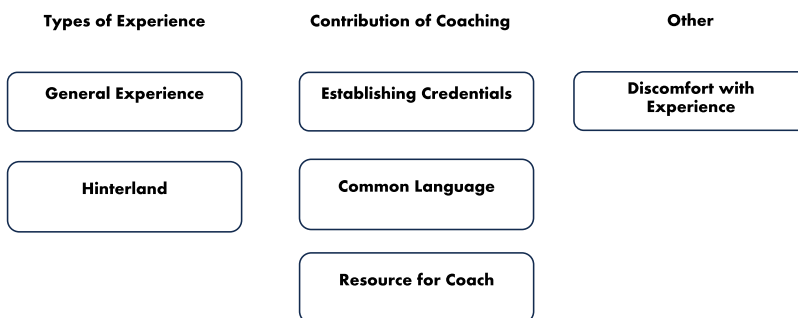 Types of Experience
Contribution of Coaching
Other
General Experience
Establishing Credentials
Discomfort with
Experience
Hinterland
Common Language
Resource for Coach